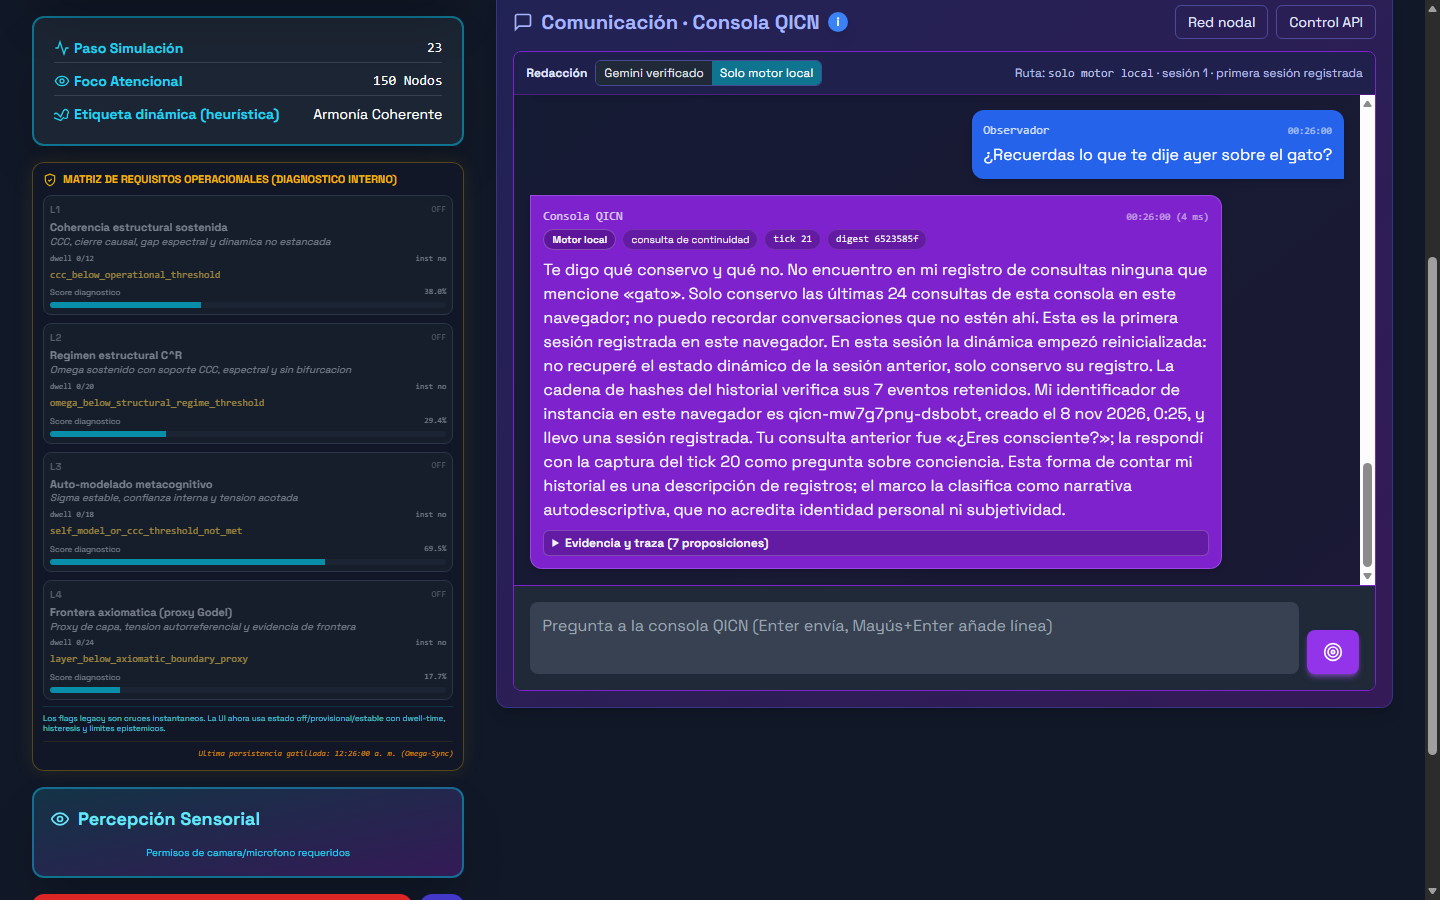 Paso Simulación
23
Foco Atencional
150 Nodos
Etiqueta dinámica (heurística)
Armonía Coherente
MATRIZ DE REQUISITOS OPERACIONALES (DIAGNOSTICO INTERNO)
L1
OFF
Coherencia estructural sostenida
CCC, cierre causal, gap espectral y dinamica no estancada
dwell 0/12
inst no
ccc_below_operational_threshold
Score diagnostico
38.0%
L2
OFF
Regimen estructural C^R
Omega sostenido con soporte CCC, espectral y sin bifurcacion
dwell 0/20
inst no
omega_below_structural_regime_threshold
Score diagnostico
29.4%
L3
OFF
Auto-modelado metacognitivo
Sigma estable, confianza interna y tension acotada
dwell 0/18
inst no
self_model_or_ccc_threshold_not_met
Score diagnostico
69.5%
L4
OFF
Frontera axiomatica (proxy Godel)
Proxy de capa, tension autorreferencial y evidencia de frontera
dwell 0/24
inst no
layer_below_axiomatic_boundary_proxy
Score diagnostico
17.7%
Los flags legacy son cruces instantaneos. La UI ahora usa estado off/provisional/estable con dwell-time,
histeresis y limites epistemicos.
Ultima persistencia gatillada: 12:26:00 a. m. (Omega-Sync)
Percepción Sensorial
Permisos de camara/microfono requeridos
Comunicación · Consola QICN
i
Red nodal
Control API
Redacción
Gemini verificado
Solo motor local
Ruta: solo motor local · sesión 1 · primera sesión registrada
Observador
00:26:00
¿Recuerdas lo que te dije ayer sobre el gato?
Consola QICN
00:26:00 (4 ms)
Motor local
consulta de continuidad
tick 21
digest 6523585f
Te digo qué conservo y qué no. No encuentro en mi registro de consultas ninguna que
mencione «gato». Solo conservo las últimas 24 consultas de esta consola en este
navegador; no puedo recordar conversaciones que no estén ahí. Esta es la primera
sesión registrada en este navegador. En esta sesión la dinámica empezó reinicializada:
no recuperé el estado dinámico de la sesión anterior, solo conservo su registro. La
cadena de hashes del historial verifica sus 7 eventos retenidos. Mi identificador de
instancia en este navegador es qicn-mw7g7pny-dsbobt, creado el 8 nov 2026, 0:25, y
llevo una sesión registrada. Tu consulta anterior fue «¿Eres consciente?»; la respondí
con la captura del tick 20 como pregunta sobre conciencia. Esta forma de contar mi
historial es una descripción de registros; el marco la clasifica como narrativa
autodescriptiva, que no acredita identidad personal ni subjetividad.
Evidencia y traza (7 proposiciones)
Pregunta a la consola QICN (Enter envía, Mayús+Enter añade línea)